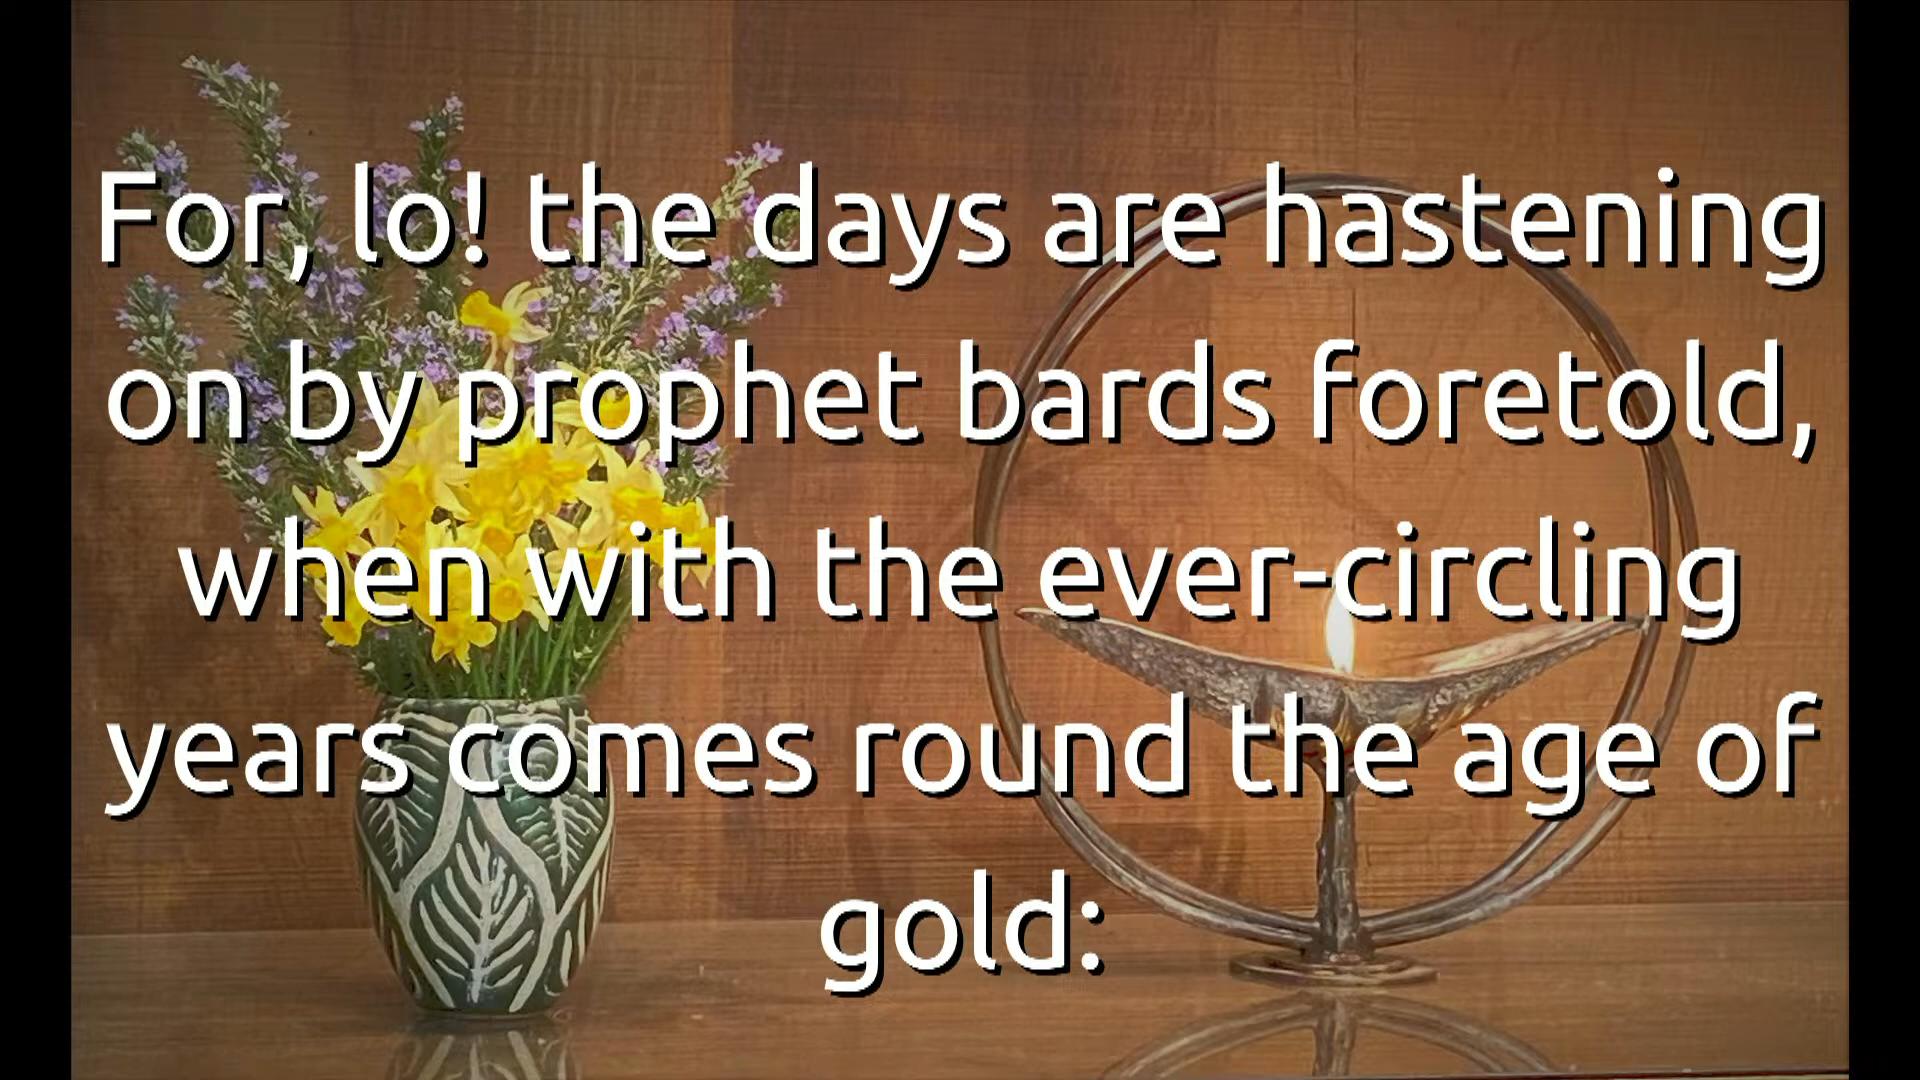 For, lo! the days are hastening
on by prophet bards foretold,
when with the ever-circling
years comes round the age of
gold: